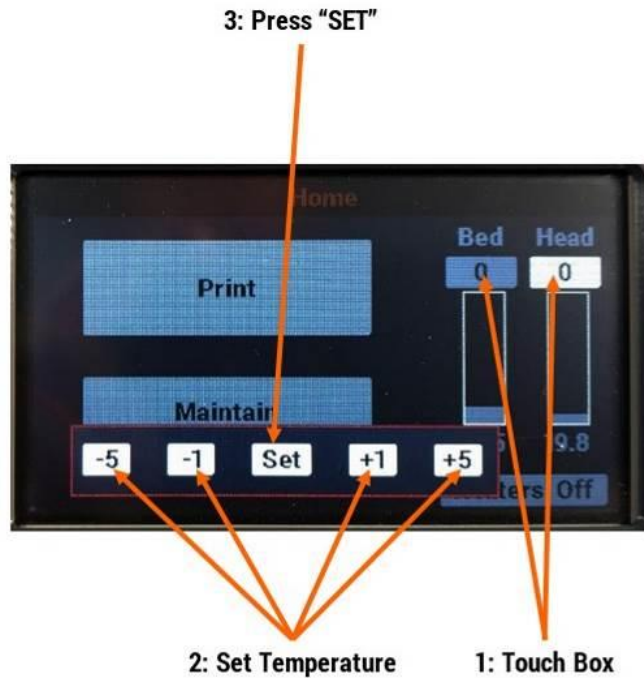 3: Press “SET”
Home
Bed Head
0 0
Print
Maintain
9.8
-5 -1 Set +1 +5
Off
2: Set Temperature 1: Touch Box